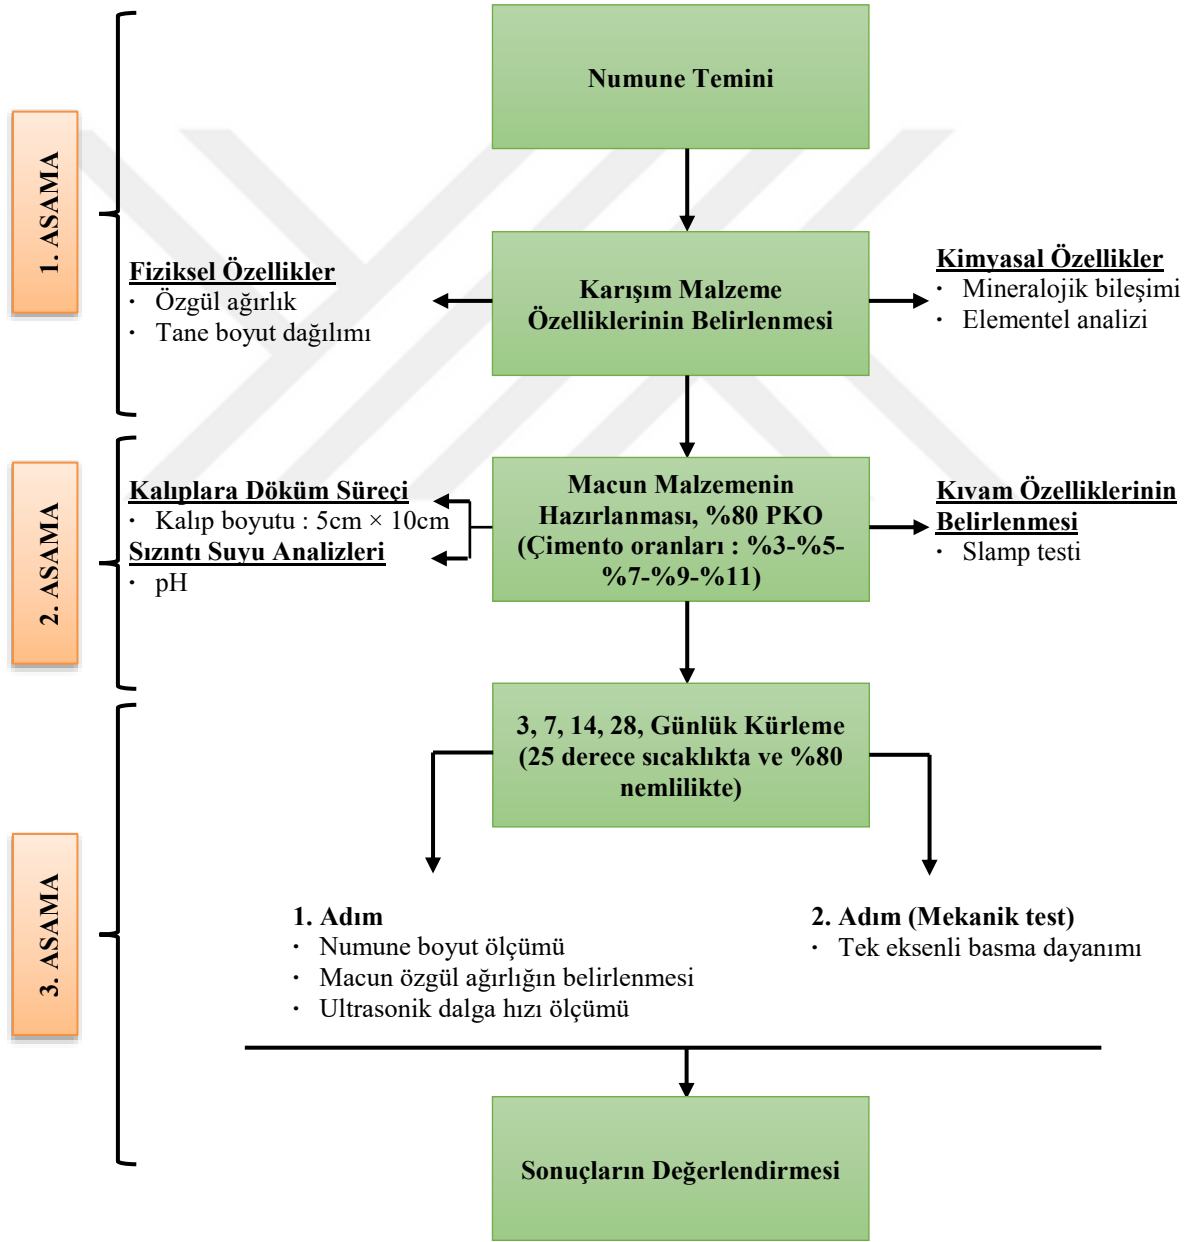 1. ASAMA
Numune Temini
Karışım Malzeme
Özelliklerinin Belirlenmesi
Fiziksel Özellikler
· Özgül ağırlık
· Tane boyut dağılımı
Kimyasal Özellikler
· Mineralojik bileşimi
· Elementel analizi
2. ASAMA
Kalıplara Döküm Süreçi
· Kalıp boyutu : 5cm × 10cm
Sızıntı Suyu Analizleri
· pH
Macun Malzemenin
Hazırlanması, %80 PKO
(Çimento oranları : %3-%5-
%7-%9-%11)
Kıvam Özelliklerinin
Belirlenmesi
· Slamp testi
3. ASAMA
3, 7, 14, 28, Günlük Kürleme
(25 derece sıcaklıkta ve %80
nemlilikte)
1. Adım
· Numune boyut ölçümü
· Macun özgül ağırlığın belirlenmesi
· Ultrasonik dalga hızı ölçümü
2. Adım (Mekanik test)
· Tek eksenli basma dayanımı
Sonuçların Değerlendirmesi